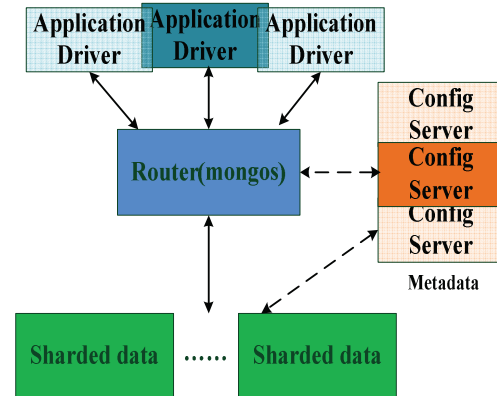 Application
Driver
Application
Driver
Application
Driver
Router(mongos)
Config
Server
Config
Server
Config
Server
Metadata
Sharded data
......
Sharded data